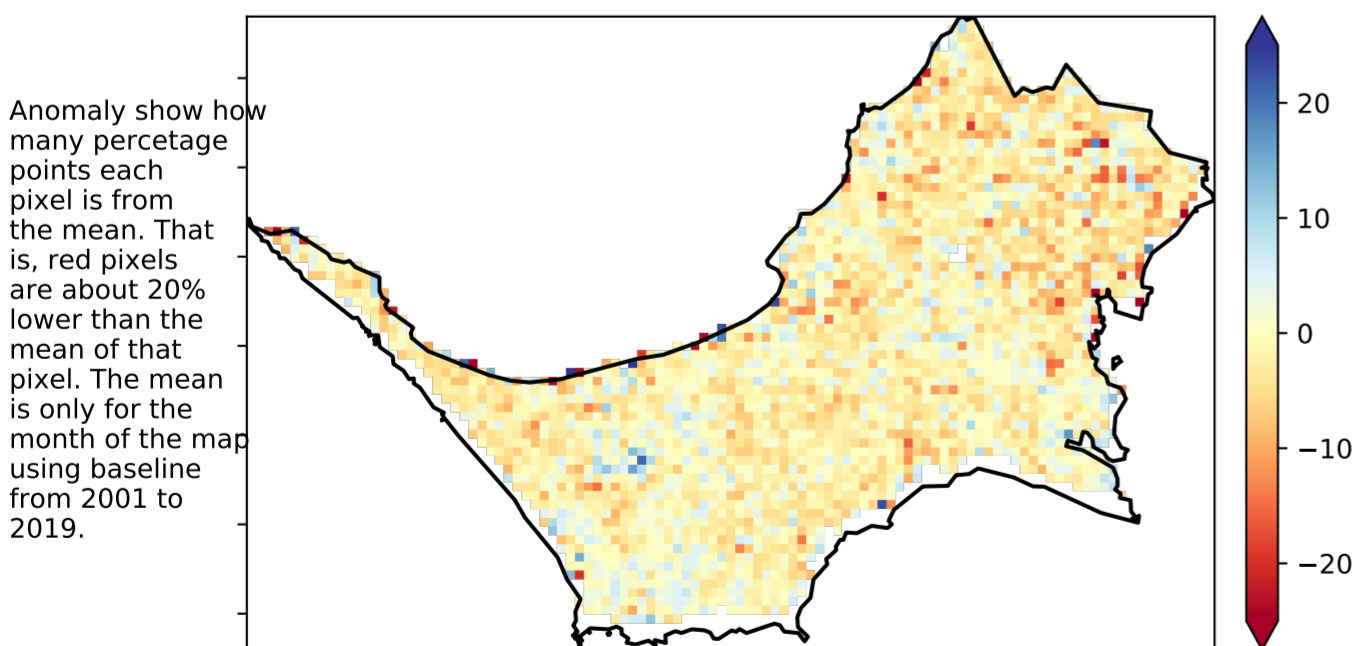 Anomaly show how
many percetage
points each
pixel is from
the mean. That
is, red pixels
are about 20%
lower than the
mean of that
pixel. The mean
is only for the
month of the map
using baseline
from 2001 to
2019.
20
10
0
−10
−20